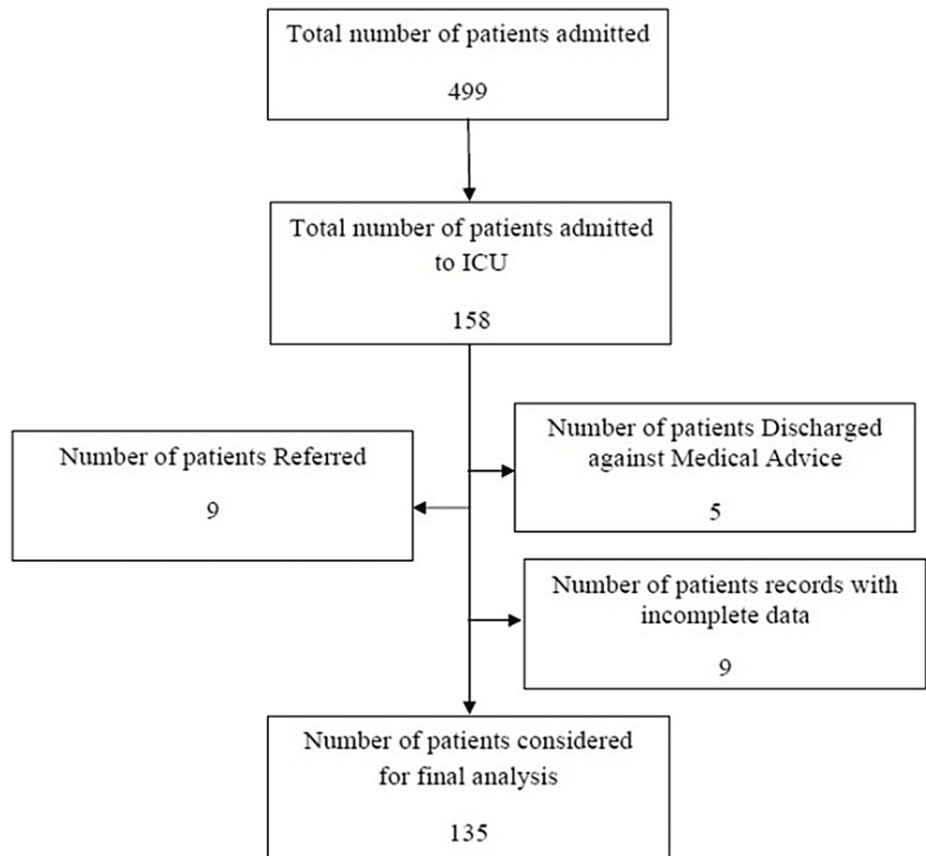 Total number of patients admitted
499
Total number of patients admitted
to ICU
158
Number of patients Discharged
against Medical Advice
5
Number of patients Referred
9
Number of patients records with
incomplete data
9
Number of patients considered
for final analysis
135